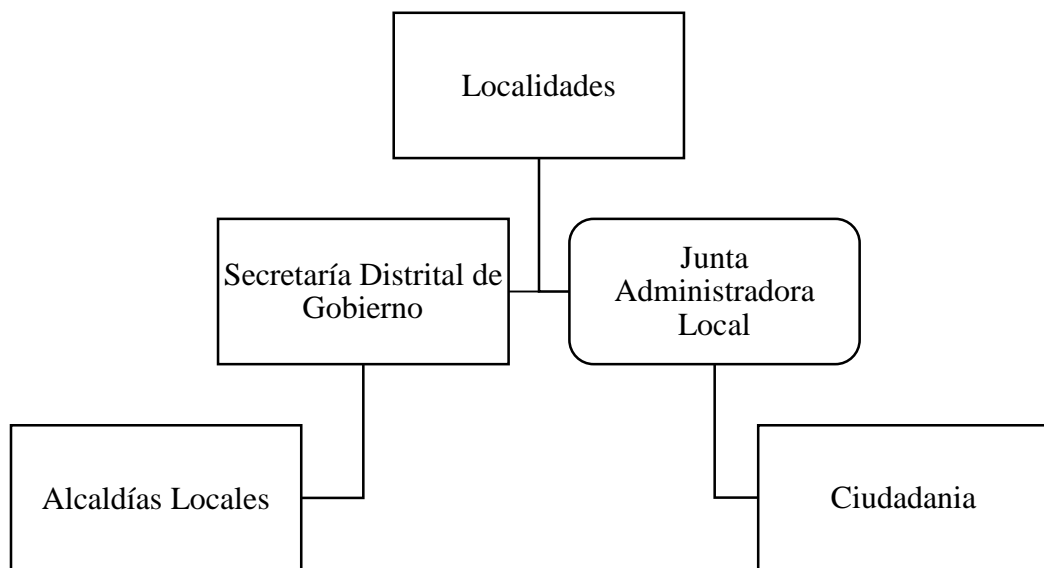 Localidades
Secretaría Distrital de
Gobierno
Junta
Administradora
Local
Alcaldías Locales
Ciudadania